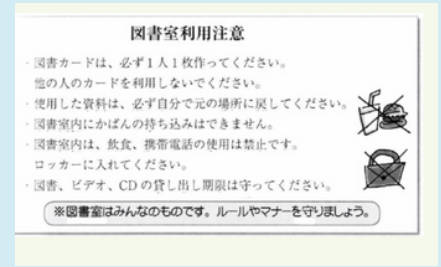 図書室利用注意
・図書カードは、必ず1人1枚作ってください。
他の人のカードを利用しないでください。
・使用した資料は、必ず自分で元の場所に戻してください。
・図書室内にかばんの持ち込みはできません。
・図書室内は、飲食、携帯電話の使用は禁止です。
ロッカーに入れてください。
・図書、ビデオ、CDの貸し出し期限は守ってください。
※図書室はみんなのものです。ルールやマナーを守りましょう。